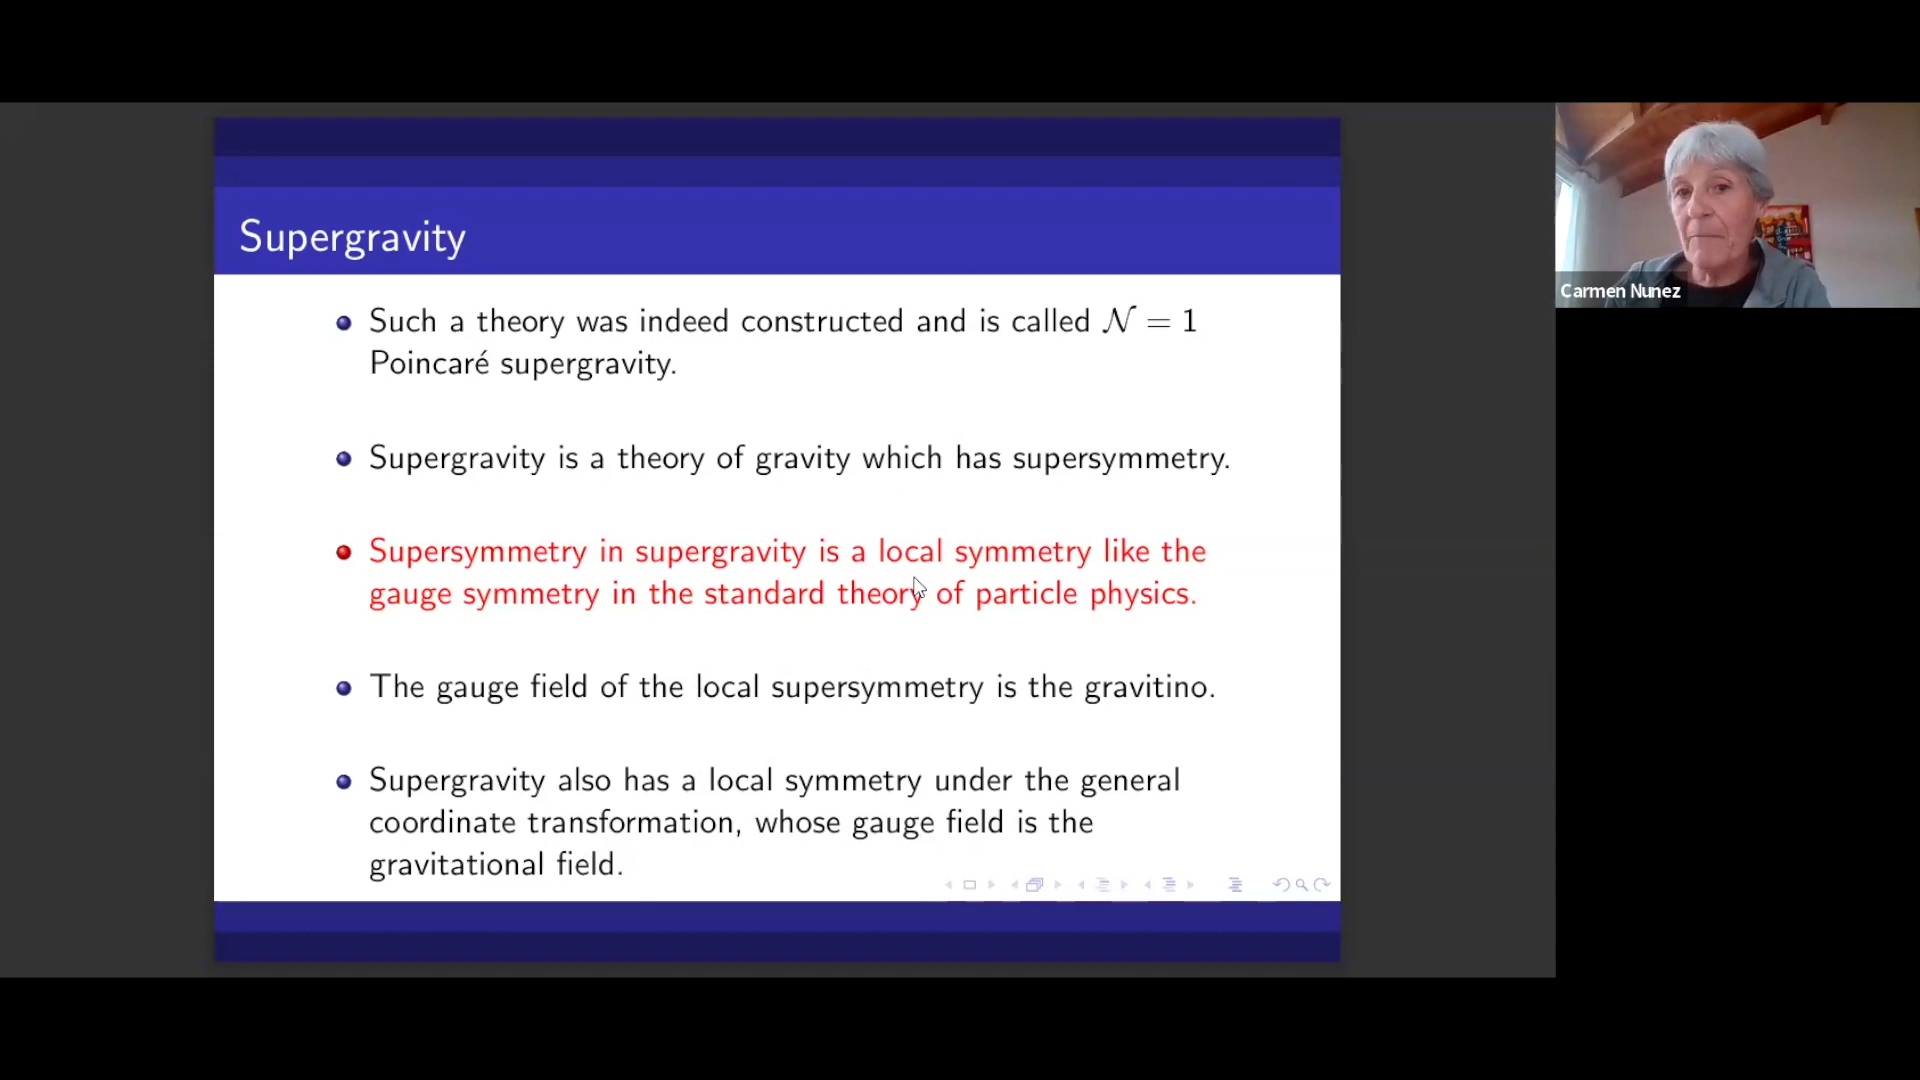 Supergravity
Such a theory was indeed constructed and is called 𝒩 = 1
Poincaré supergravity.
Supergravity is a theory of gravity which has supersymmetry.
Supersymmetry in supergravity is a local symmetry like the
gauge symmetry in the standard theory of particle physics.
The gauge field of the local supersymmetry is the gravitino.
Supergravity also has a local symmetry under the general
coordinate transformation, whose gauge field is the
gravitational field.
Carmen Nunez